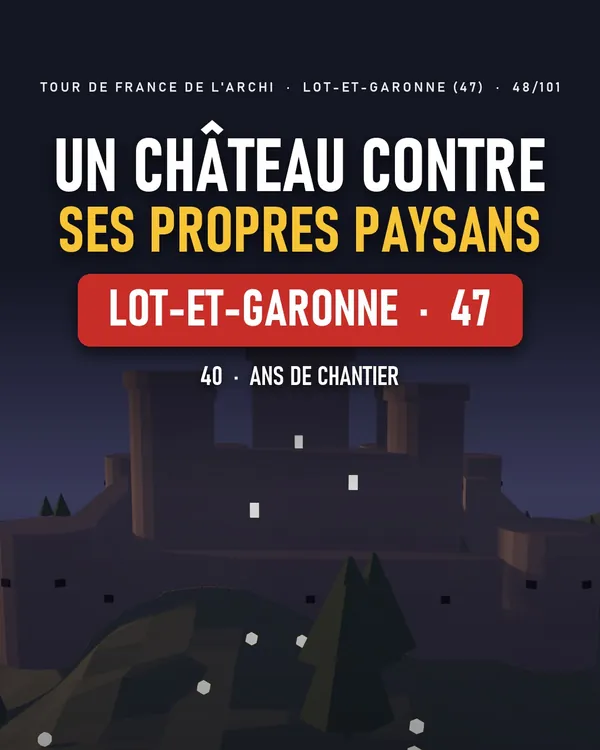 TOUR DE FRANCE DE L'ARCHI · LOT-ET-GARONNE (47) · 48/101
UN CHÂTEAU CONTRE
SES PROPRES PAYSANS
LOT-ET-GARONNE · 47
40 · ANS DE CHANTIER